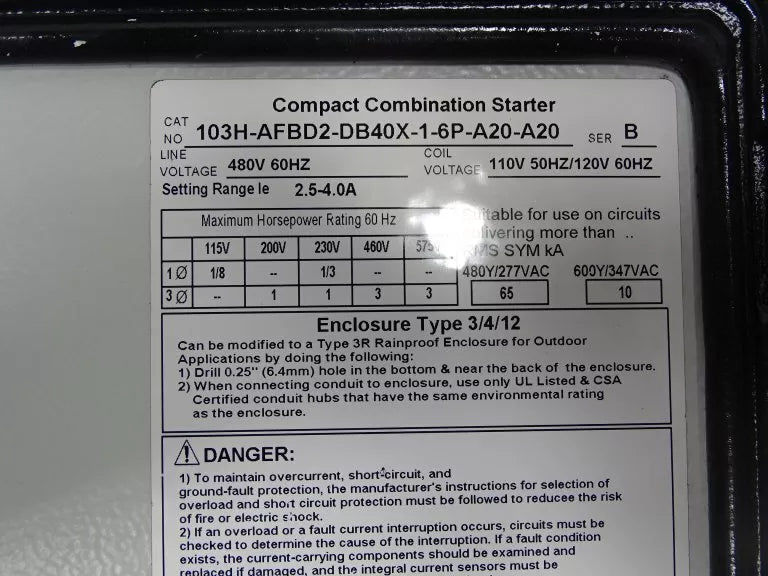 Compact Combination Starter
CAT NO 103H-AFBD2-DB40X-1-6P-A20-A20 SER B
LINE VOLTAGE 480V 60HZ COIL VOLTAGE 110V 50HZ/120V 60HZ
Setting Range Ie 2.5-4.0A
Maximum Horsepower Rating 60 Hz
115V 200V 230V 460V
1Ø 1/8 -- 1/3 -- --
3Ø -- 1 1 3 3
for use on circuits
more than ..
SYM kA
480Y/277VAC 600Y/347VAC
65 10
Enclosure Type 3/4/12
Can be modified to a Type 3R Rainproof Enclosure for Outdoor
Applications by doing the following:
1) Drill 0.25" (6.4mm) hole in the bottom & near the back of the enclosure.
2) When connecting conduit to enclosure, use only UL Listed & CSA
Certified conduit hubs that have the same environmental rating
as the enclosure.
DANGER:
1) To maintain overcurrent, short-circuit, and
ground-fault protection, the manufacturer's instructions for selection of
overload and short circuit protection must be followed to reducee the risk
of fire or electric shock.
2) If an overload or a fault current interruption occurs, circuits must be
checked to determine the cause of the interruption. If a fault condition
exists, the current-carrying components should be examined and
replaced if damaged, and the integral current sensors must be